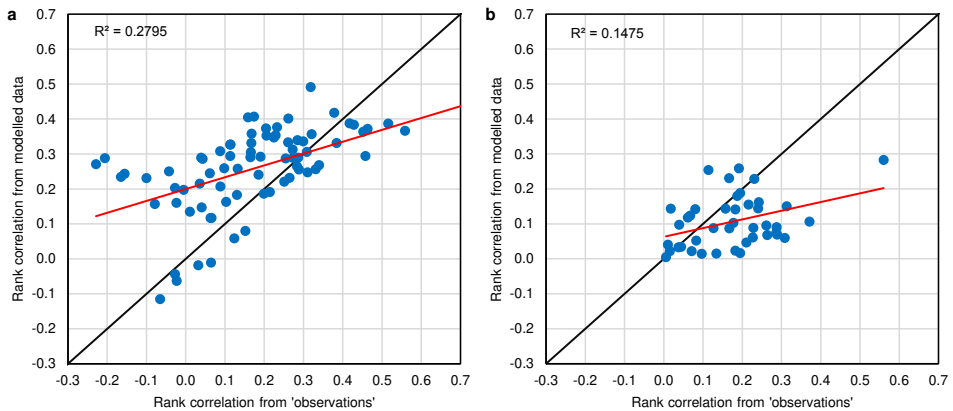 a
R² = 0.2795
Rank correlation from modelled data
0.7
0.6
0.5
0.4
0.3
0.2
0.1
0.0
-0.1
-0.2
-0.3
-0.3 -0.2 -0.1 0.0 0.1 0.2 0.3 0.4 0.5 0.6 0.7
Rank correlation from 'observations'
b
R² = 0.1475
Rank correlation from modelled data
0.7
0.6
0.5
0.4
0.3
0.2
0.1
0.0
-0.1
-0.2
-0.3
-0.3 -0.2 -0.1 0.0 0.1 0.2 0.3 0.4 0.5 0.6 0.7
Rank correlation from 'observations'